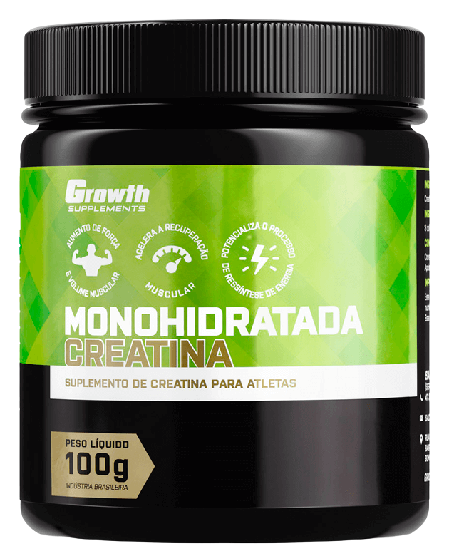 Growth
SUPPLEMENTS
AUMENTO DE FORÇA
E VOLUME MUSCULAR
ACELERA A RECUPERAÇÃO
MUSCULAR
POTENCIALIZA O PROCESSO
DE RESSÍNTESE DE ENERGIA
MONOHIDRATADA
CREATINA
SUPLEMENTO DE CREATINA PARA ATLETAS
PESO LÍQUIDO
100g
INDÚSTRIA BRASILEIRA